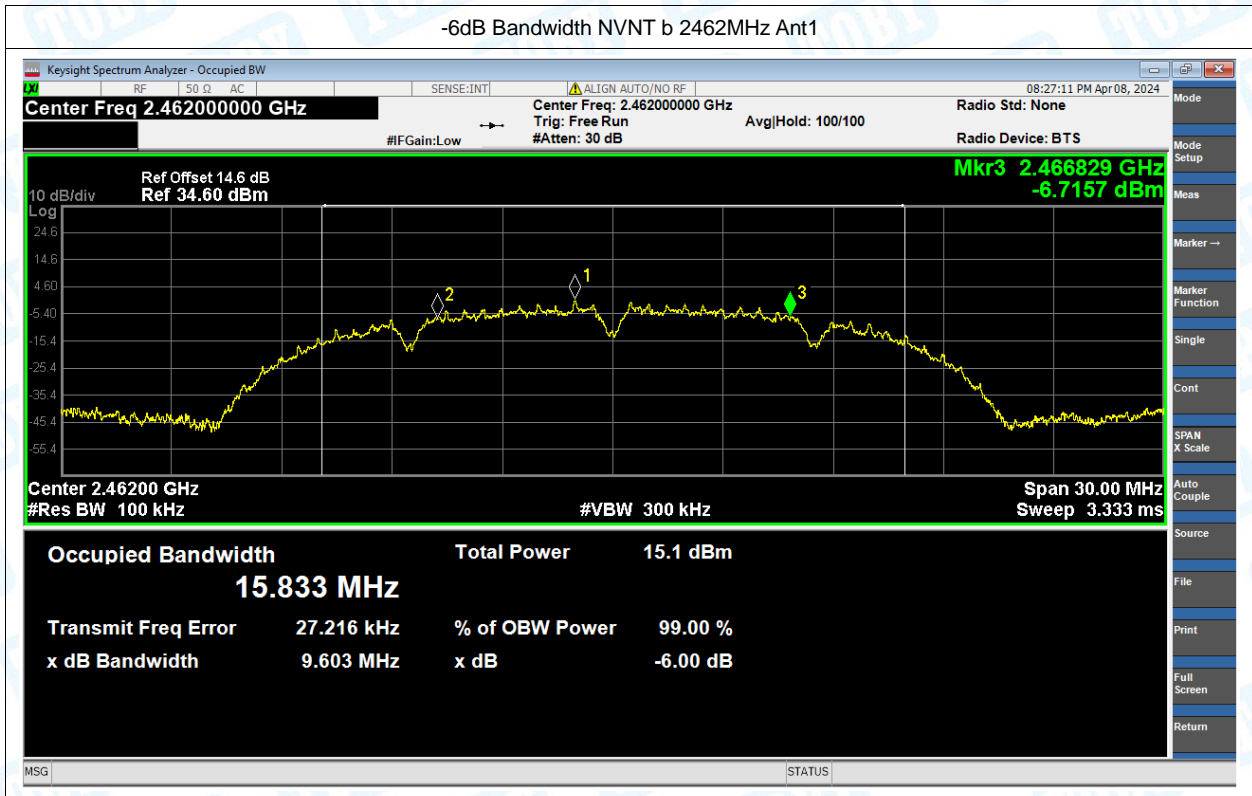 -6dB Bandwidth NVNT b 2462MHz Ant1
Keysight Spectrum Analyzer - Occupied BW
LXI RF 50 Ω AC SENSE:INT ALIGN AUTO/NO RF 08:27:11 PM Apr 08, 2024
Center Freq 2.462000000 GHz
Center Freq: 2.462000000 GHz
Radio Std: None
Trig: Free Run
Avg|Hold: 100/100
#IFGain:Low
#Atten: 30 dB
Radio Device: BTS
Mkr3 2.466829 GHz
-6.7157 dBm
Ref Offset 14.6 dB
10 dB/div Ref 34.60 dBm
Log
24.6
14.6
4.60
-5.40
-15.4
-25.4
-35.4
-45.4
-55.4
1
2
3
Center 2.46200 GHz Span 30.00 MHz
#Res BW 100 kHz #VBW 300 kHz Sweep 3.333 ms
Occupied Bandwidth
15.833 MHz
Total Power 15.1 dBm
Transmit Freq Error 27.216 kHz % of OBW Power 99.00 %
x dB Bandwidth 9.603 MHz x dB -6.00 dB
Mode
Mode
Setup
Meas
Marker→
Marker
Function
Single
Cont
SPAN
X Scale
Auto
Couple
Source
File
Print
Full
Screen
Return
MSG STATUS
TOBY